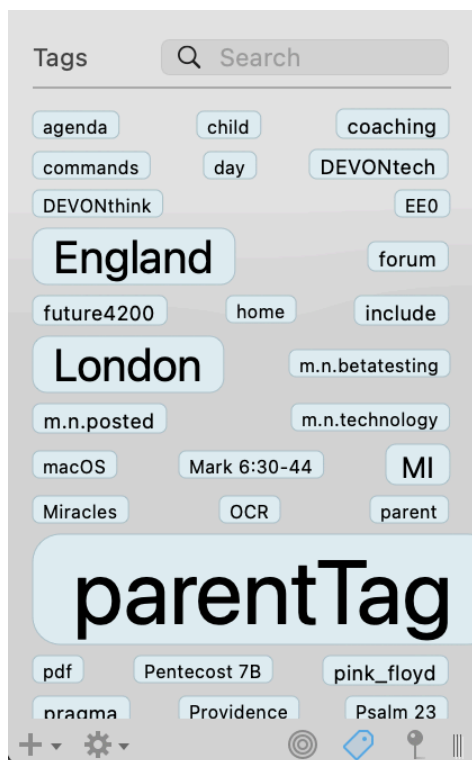 Tags Search
agenda child coaching
commands day DEVONtech
DEVONthink EE0
England forum
future4200 home include
London m.n.betatesting
m.n.posted m.n.technology
macOS Mark 6:30-44 MI
Miracles OCR parent
parentTag
pdf Pentecost 7B pink_floyd
pragma Providence Psalm 23